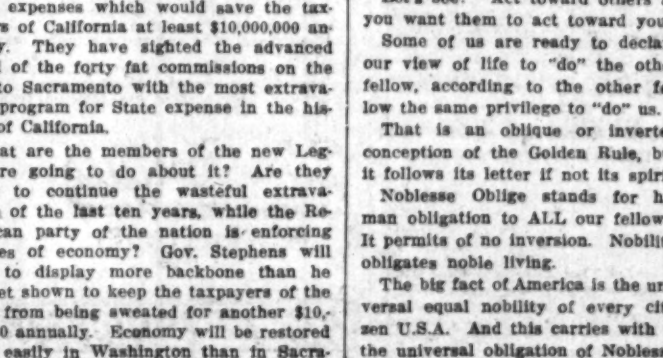 expenses which would save the tax-
s of California at least $10,000,000 an-
y. They have sighted the advanced
l of the forty fat commissions on the
to Sacramento with the most extrava-
program for State expense in the his-
of California.
at are the members of the new Leg-
re going to do about it? Are they
to continue the wasteful extrava-
of the last ten years, while the Re-
can party of the nation is enforcing
es of economy? Gov. Stephens will
to display more backbone than he
et shown to keep the taxpayers of the
from being sweated for another $10,-
0 annually. Economy will be restored
easily in Washington than in Sacra-
you want them to act toward you
Some of us are ready to decla
our view of life to "do" the oth
fellow, according to the other fe
low the same privilege to "do" us.
That is an oblique or inverte
conception of the Golden Rule, b
it follows its letter if not its spiri
Noblesse Oblige stands for h
man obligation to ALL our fellow
It permits of no inversion. Nobilit
obligates noble living.
The big fact of America is the un
versal equal nobility of every cit
zen U.S.A. And this carries with
the universal obligation of Nobles